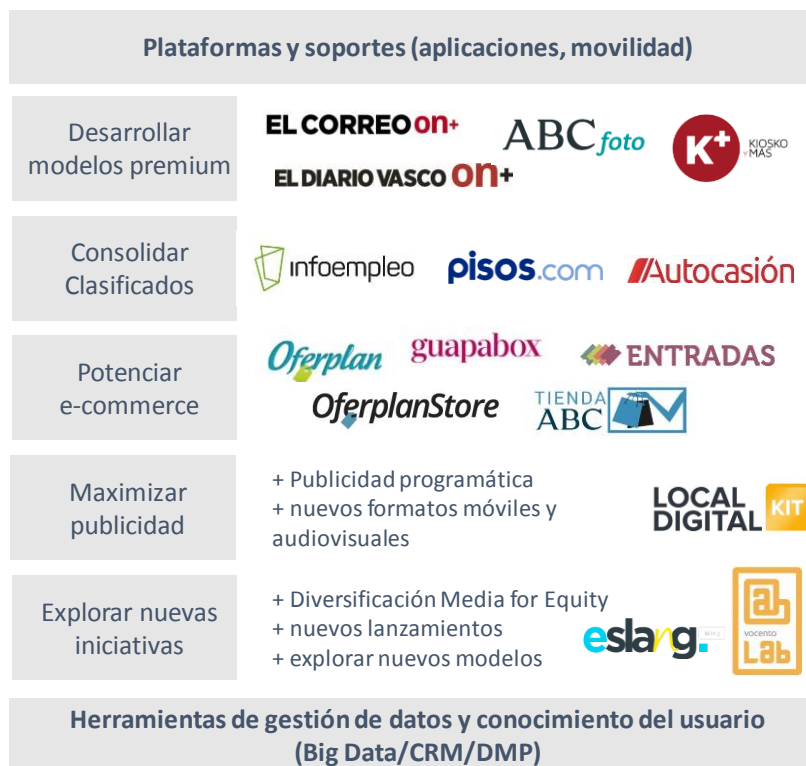 Plataformas y soportes (aplicaciones, movilidad)
Desarrollar
modelos premium
EL CORREO on+
ABC foto
K+ KIOSKO
Y MÁS
EL DIARIO VASCO on+
Consolidar
Clasificados
infoempleo
pisos.com
Autocasión
Potenciar
e-commerce
Oferplan
guapabox
ENTRADAS
OferplanStore
TIENDA
ABC
Maximizar
publicidad
+ Publicidad programática
+ nuevos formatos móviles y
audiovisuales
LOCAL
DIGITAL KIT
Explorar nuevas
iniciativas
+ Diversificación Media for Equity
+ nuevos lanzamientos
+ explorar nuevos modelos
eslang.
vocento
Lab
Herramientas de gestión de datos y conocimiento del usuario
(Big Data/CRM/DMP)